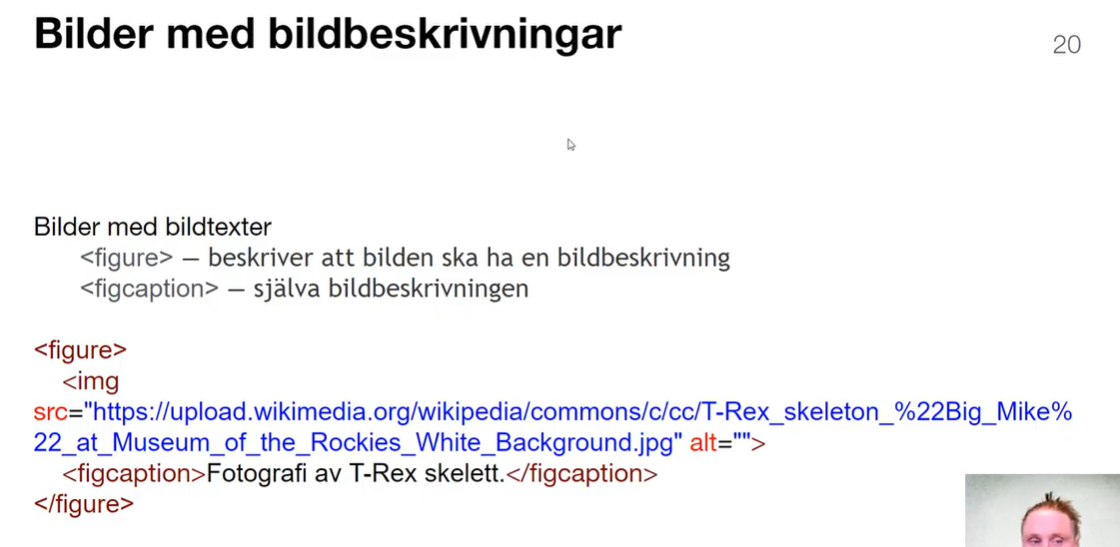 Bilder med bildbeskrivningar
20
Bilder med bildtexter
<figure> – beskriver att bilden ska ha en bildbeskrivning
<figcaption> – själva bildbeskrivningen
<figure>
<img
src="https://upload.wikimedia.org/wikipedia/commons/c/cc/T-Rex_skeleton_%22Big_Mike%
22_at_Museum_of_the_Rockies_White_Background.jpg" alt="">
<figcaption>Fotografi av T-Rex skelett.</figcaption>
</figure>